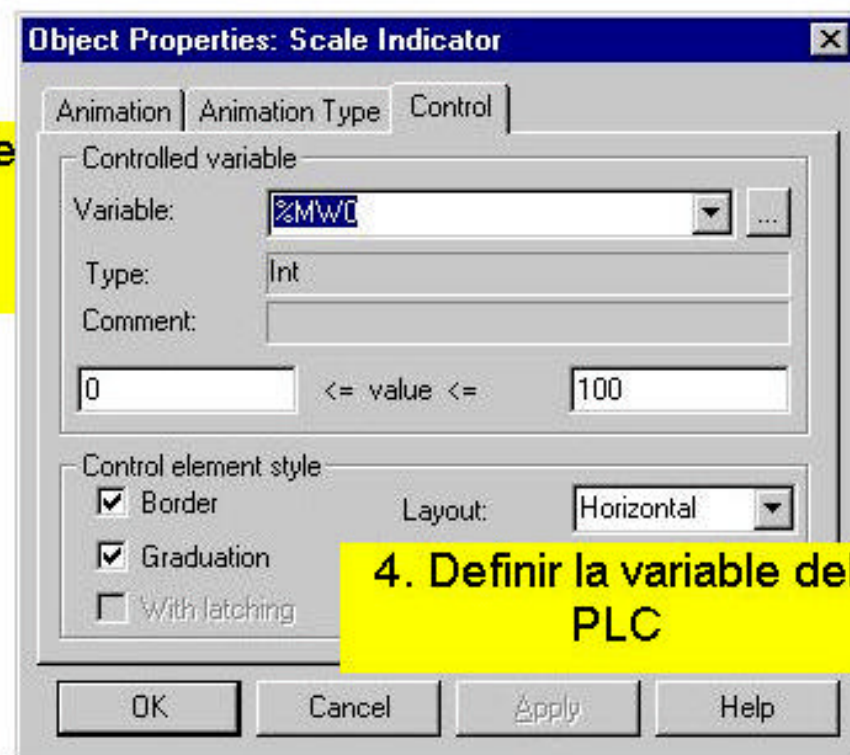 Object Properties: Scale Indicator
Animation Animation Type Control
e
Controlled variable
Variable: %MW0 ...
Type: Int
Comment:
0 <= value <= 100
Control element style
Border Layout: Horizontal
Graduation
With latching
4. Definir la variable del
PLC
OK Cancel Apply Help